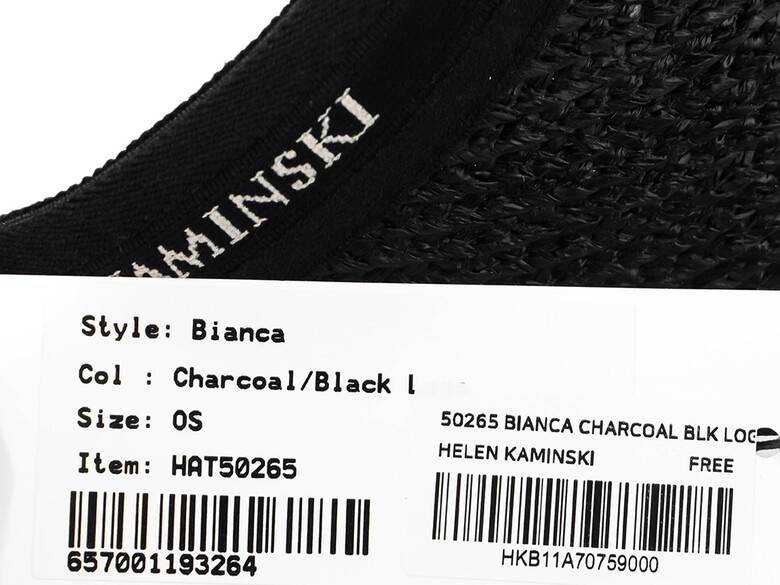 KAMINSKI
Style: Bianca
Col : Charcoal/Black L
Size: OS
Item: HAT50265
657001193264
50265 BIANCA CHARCOAL BLK LOG
HELEN KAMINSKI FREE
HKB11A70759000